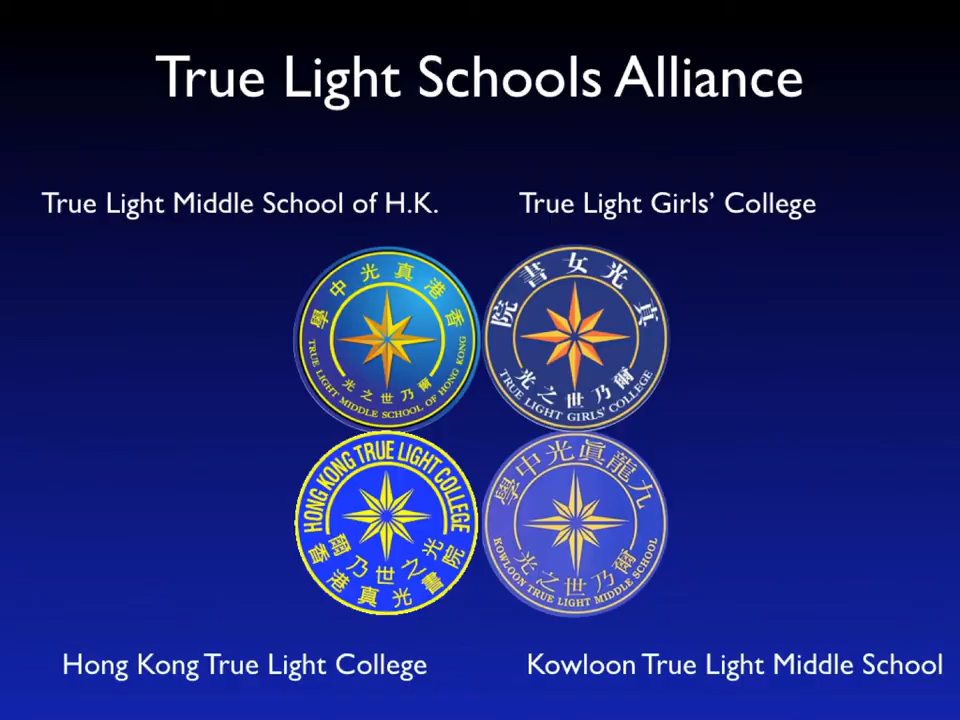 True Light Schools Alliance
True Light Middle School of H.K.
True Light Girls’ College
學中光真港香
光之世乃爾
TRUE LIGHT MIDDLE SCHOOL OF HONG KONG
院書女光真
光之世乃爾
TRUE LIGHT GIRLS' COLLEGE
HONG KONG TRUE LIGHT COLLEGE
爾乃世之光
香港真光書院
學中光眞龍九
光之世乃爾
KOWLOON TRUE LIGHT MIDDLE SCHOOL
Hong Kong True Light College
Kowloon True Light Middle School